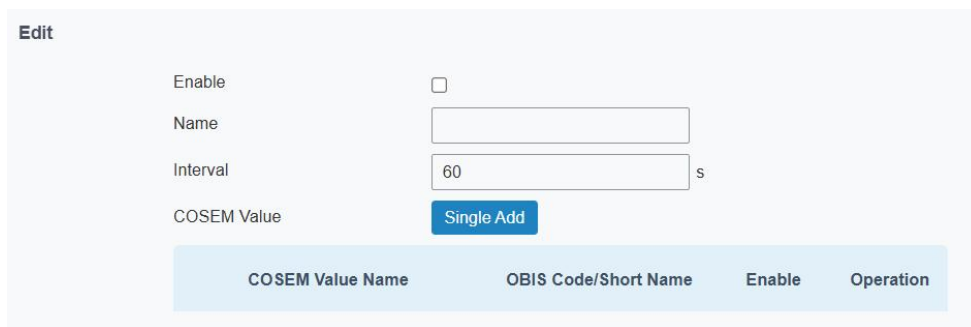 Edit
Enable
Name
Interval 60 s
COSEM Value Single Add
COSEM Value Name OBIS Code/Short Name Enable Operation